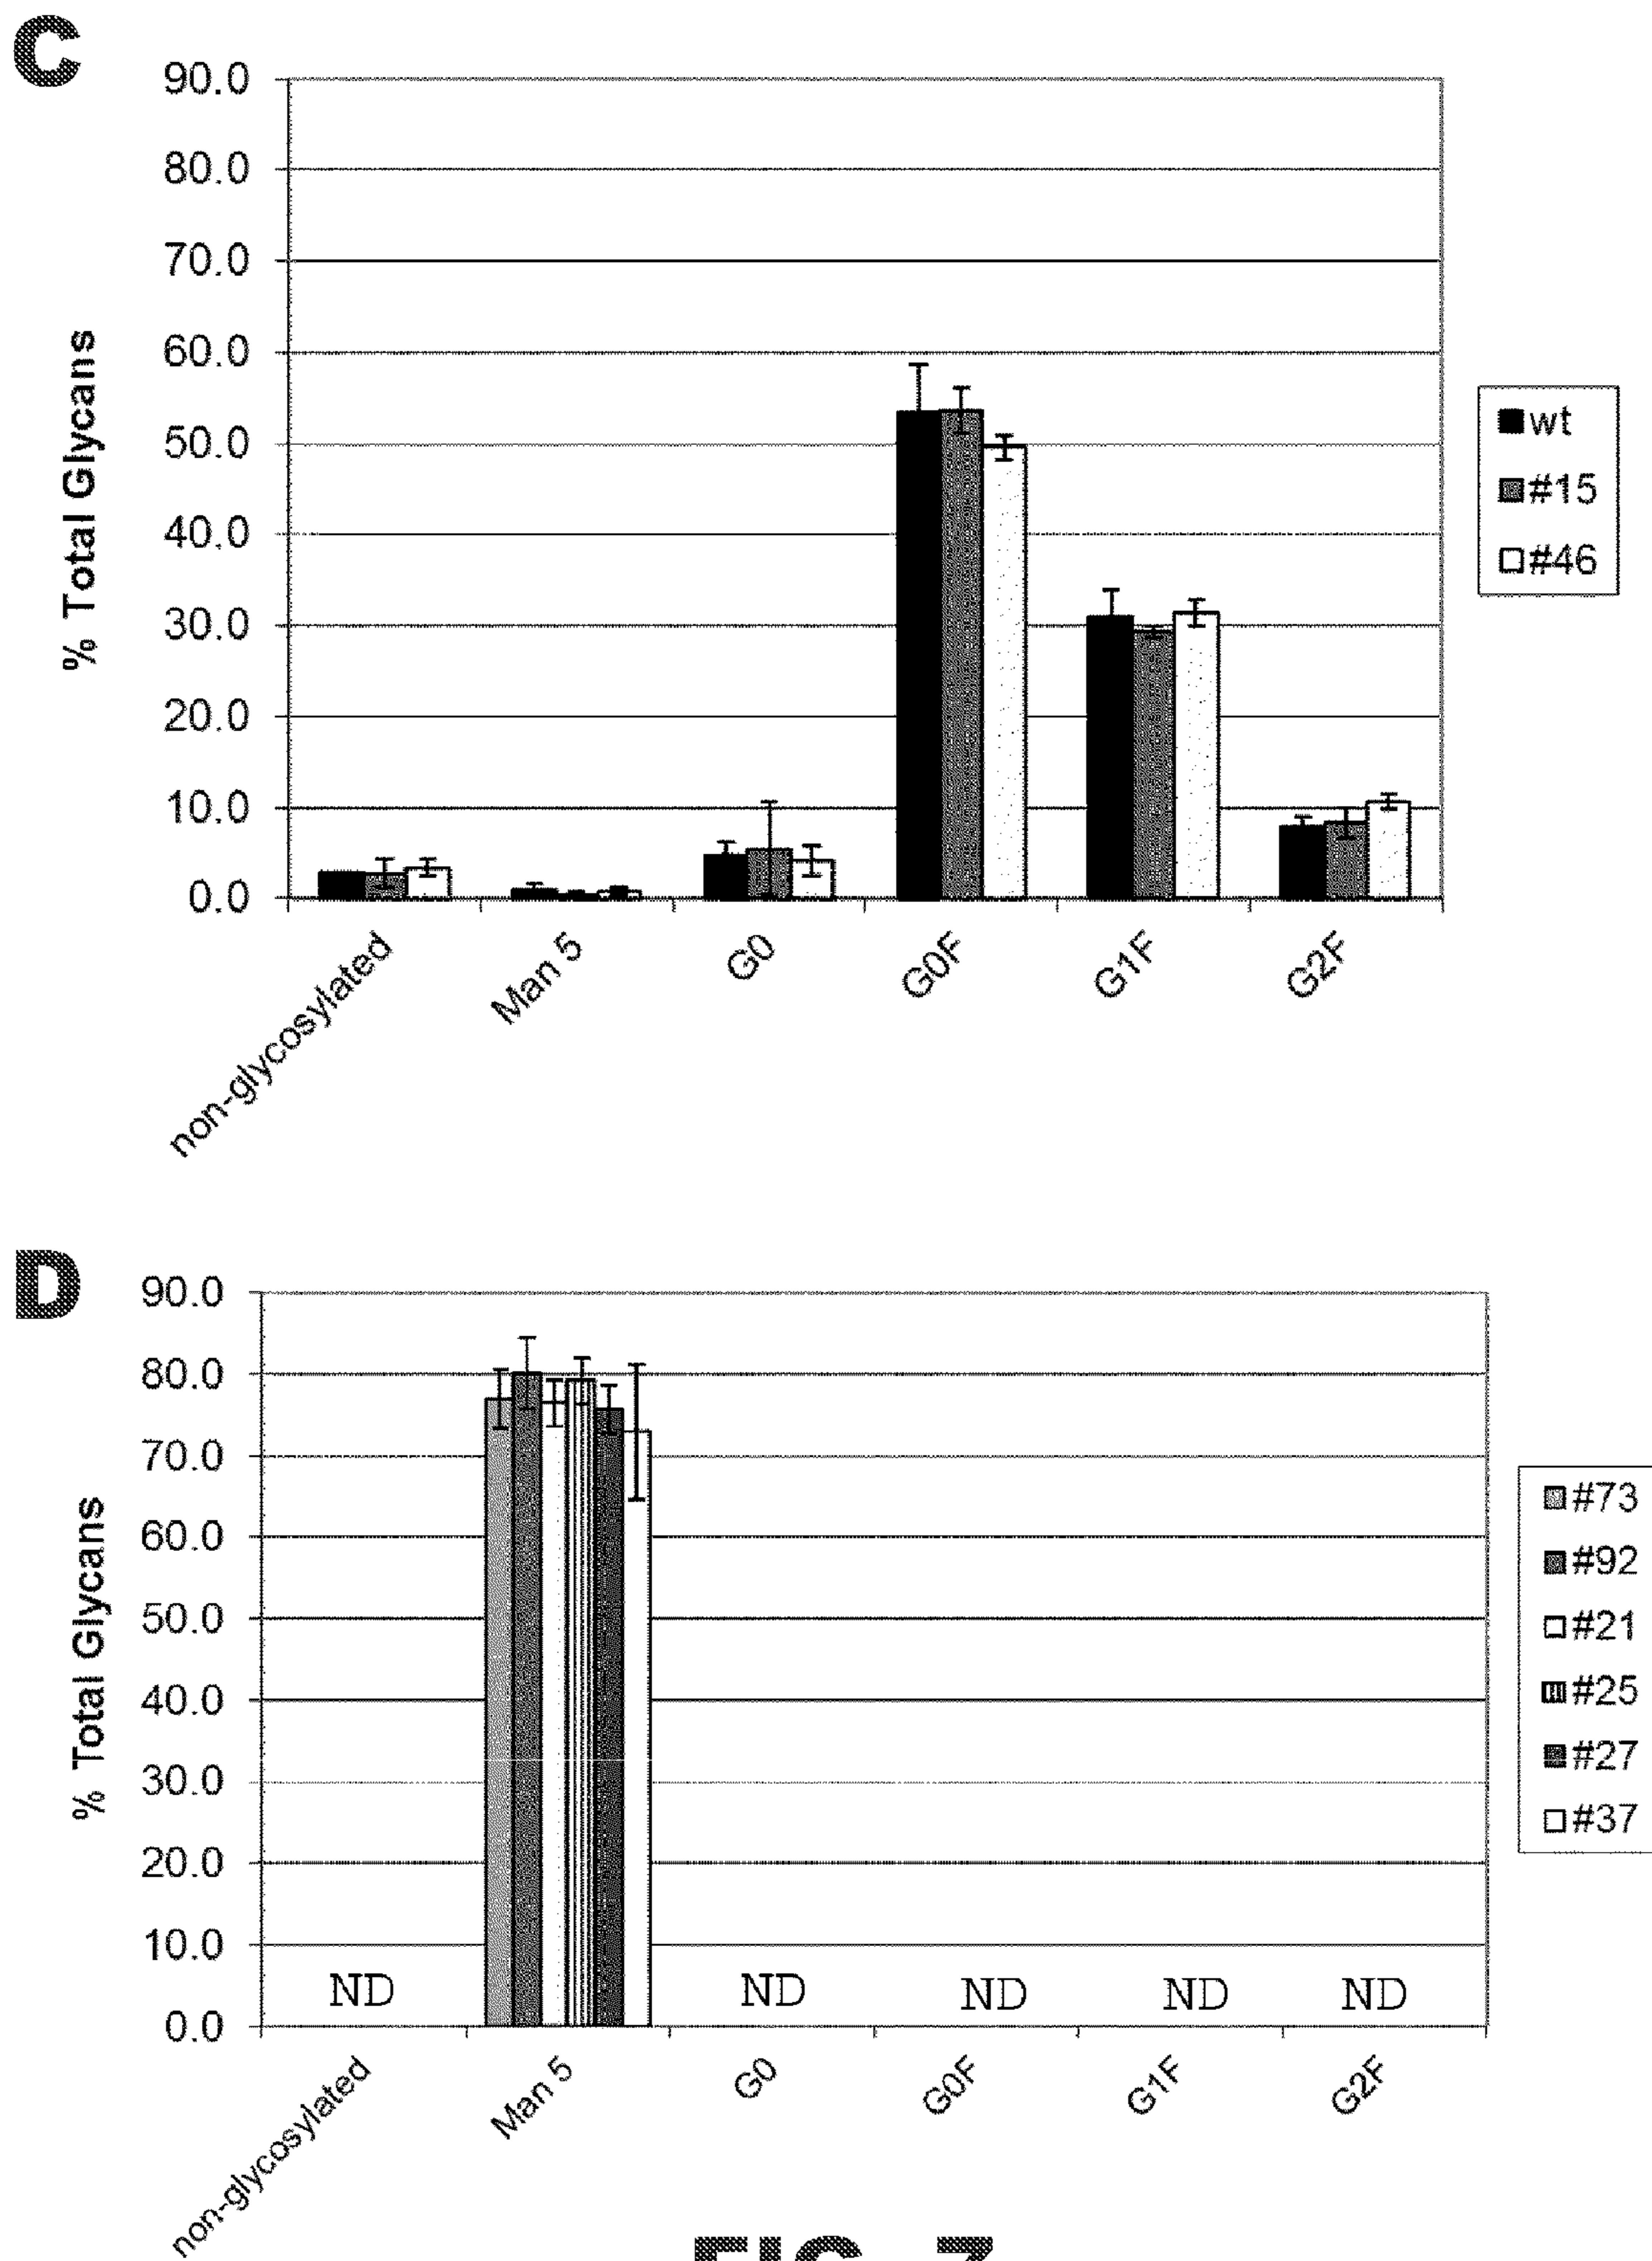 C
90.0
80.0
70.0
60.0
50.0
40.0
30.0
20.0
10.0
0.0
% Total Glycans
non-glycosylated
Man 5
G0
G0F
G1F
G2F
wt
#15
#46
D
90.0
80.0
70.0
60.0
50.0
40.0
30.0
20.0
10.0
0.0
% Total Glycans
ND
ND
ND
ND
ND
non-glycosylated
Man 5
G0
G0F
G1F
G2F
#73
#92
#21
#25
#27
#37
FIG. 7